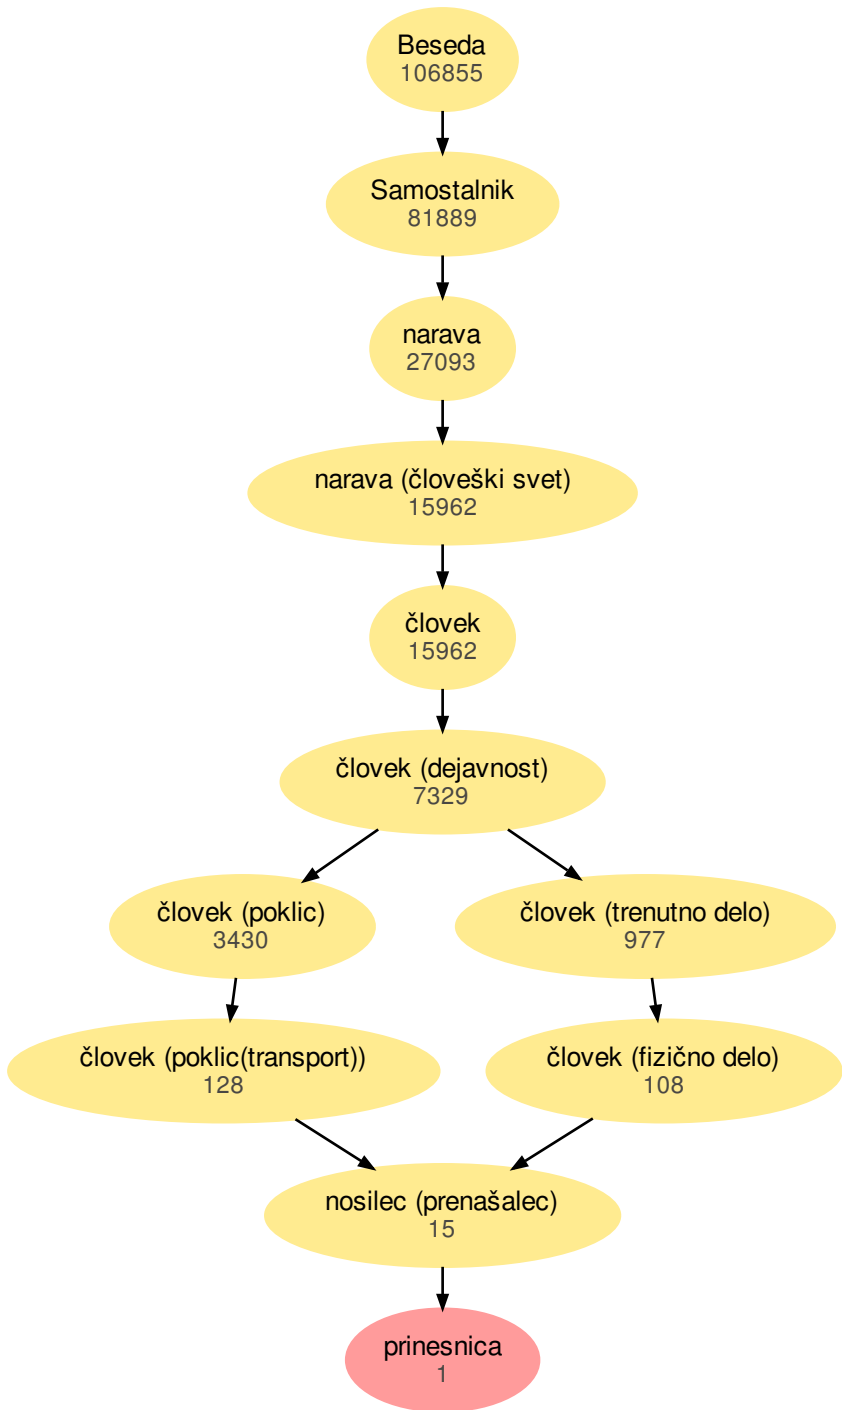 Beseda
106855
Samostalnik
81889
narava
27093
narava (človeški svet)
15962
človek
15962
človek (dejavnost)
7329
človek (poklic)
3430
človek (trenutno delo)
977
človek (poklic(transport))
128
človek (fizično delo)
108
nosilec (prenašalec)
15
prinesnica
1